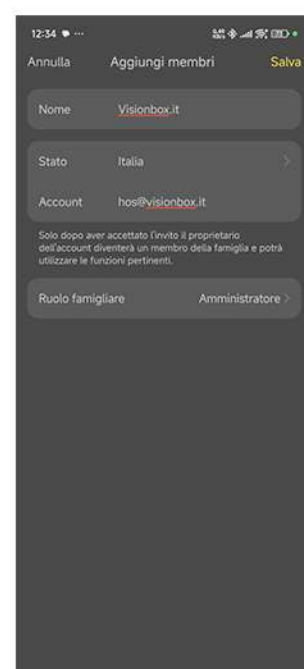 12:34
Annulla Aggiungi membri Salva
Nome Visionbox.it
Stato Italia
Account hos@visionbox.it
Solo dopo aver accettato l'invito il proprietario
dell'account diventerà un membro della famiglia e potrà
utilizzare le funzioni pertinenti.
Ruolo famigliare Amministratore